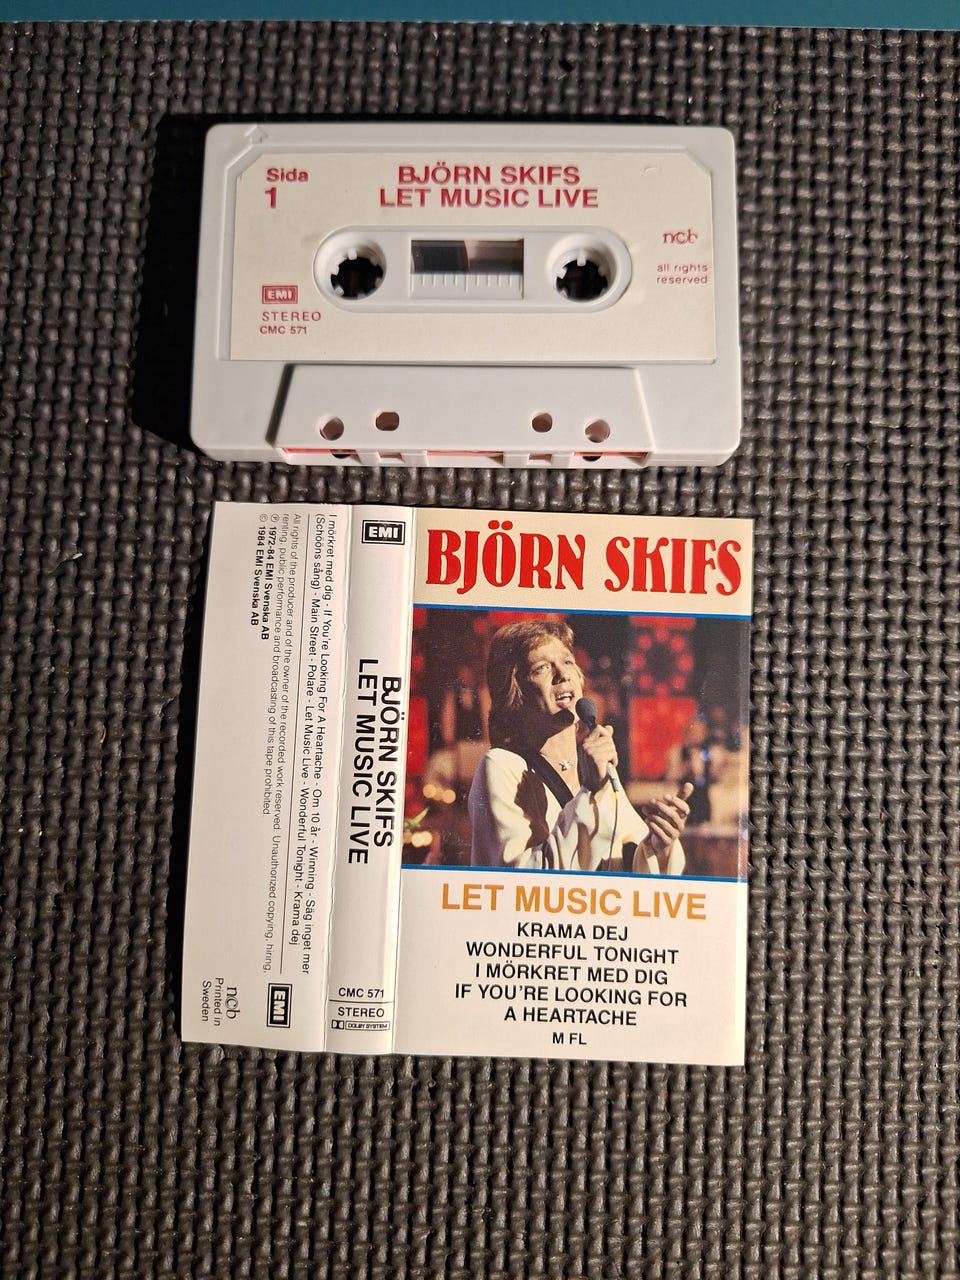 Sida
1
BJÖRN SKIFS
LET MUSIC LIVE
ncb
all rights
reserved
EMI
STEREO
CMC 571
BJÖRN SKIFS
LET MUSIC LIVE
KRAMA DEJ
WONDERFUL TONIGHT
I MÖRKRET MED DIG
IF YOU'RE LOOKING FOR
A HEARTACHE
M FL
EMI
BJÖRN SKIFS
LET MUSIC LIVE
CMC 571
STEREO
DOLBY SYSTEM
I mörkret med dig - If You're Looking For A Heartache - Om 10 år - Winning - Säg inget mer
(Schööns sång) - Main Street - Polare - Let Music Live - Wonderful Tonight - Krama dej
All rights of the producer and of the owner of the recorded work reserved. Unauthorized copying, hiring,
renting, public performance and broadcasting of this tape prohibited.
℗ 1972-84 EMI Svenska AB
© 1984 EMI Svenska AB
EMI
ncb
Printed in
Sweden